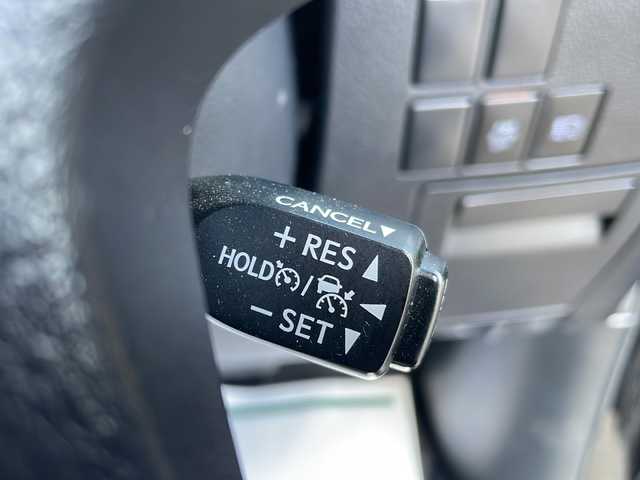 CANCEL▼
+ RES ▲
HOLD /
- SET ▼